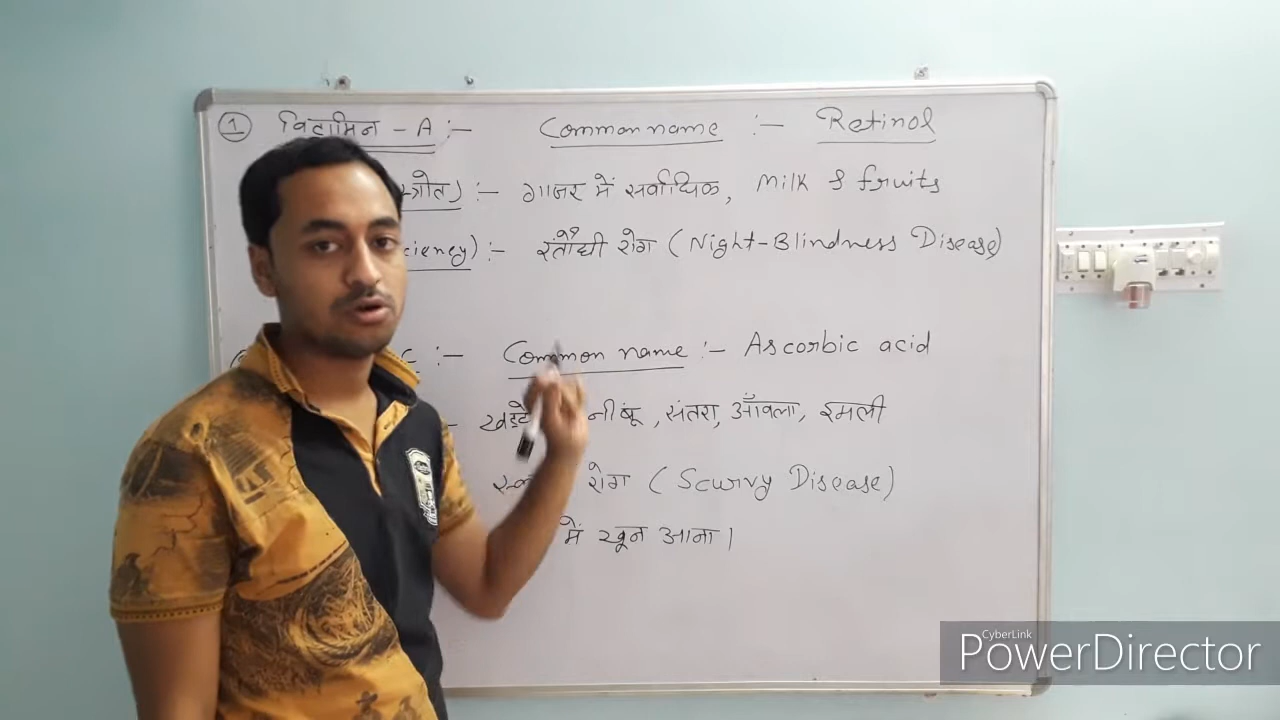 ① विटामिन - A :- Common name :- Retinol
स्त्रोत) :- गाजर में सर्वाधिक, Milk & fruits
ciency) :- रतौंधी रोग (Night-Blindness Disease)
C :- Common name :- Ascorbic acid
- खट्टे नींबू, संतरा, आँवला, इमली
रोग (Scurvy Disease)
में खून आना।
CyberLink
PowerDirector